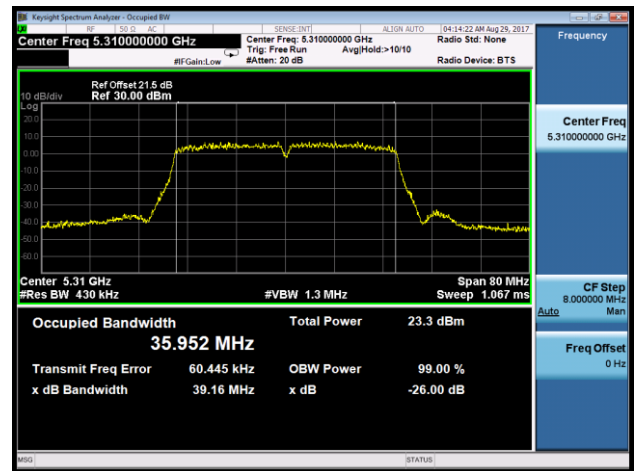 Keysight Spectrum Analyzer - Occupied BW
RF 50 Ω AC SENSE:INT ALIGN AUTO 04:14:22 AM Aug 29, 2017
Center Freq 5.310000000 GHz
Center Freq: 5.310000000 GHz
Radio Std: None
Trig: Free Run Avg|Hold:>10/10
#IFGain:Low #Atten: 20 dB Radio Device: BTS
Ref Offset 21.5 dB
10 dB/div Ref 30.00 dBm
Log
20.0
10.0
0.00
-10.0
-20.0
-30.0
-40.0
-50.0
-60.0
Center 5.31 GHz Span 80 MHz
#Res BW 430 kHz #VBW 1.3 MHz Sweep 1.067 ms
Occupied Bandwidth Total Power 23.3 dBm
35.952 MHz
Transmit Freq Error 60.445 kHz OBW Power 99.00 %
x dB Bandwidth 39.16 MHz x dB -26.00 dB
MSG STATUS
Frequency
Center Freq
5.310000000 GHz
CF Step
8.000000 MHz
Auto Man
Freq Offset
0 Hz